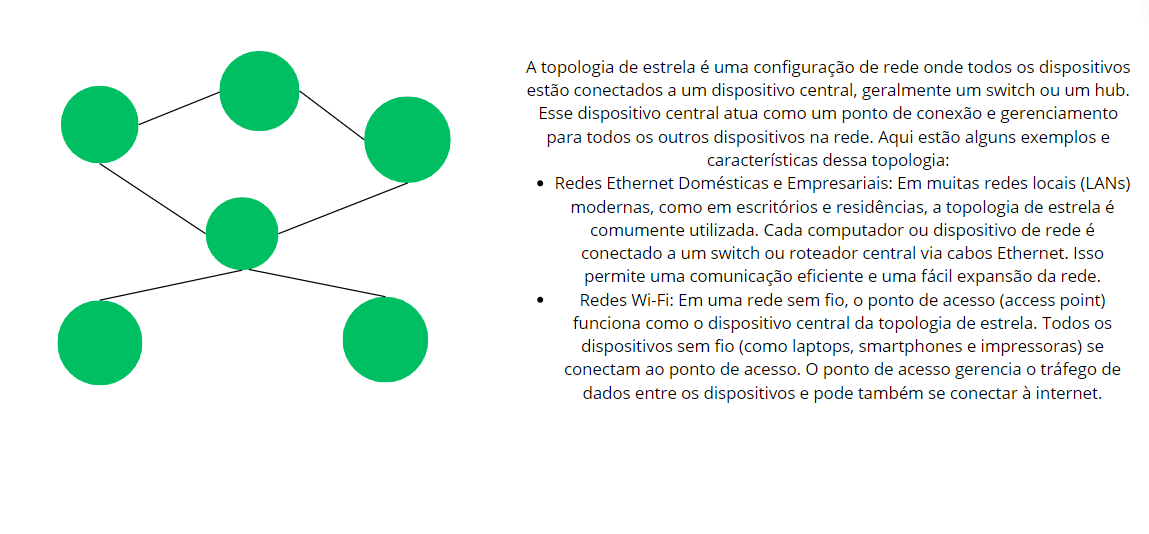 A topologia de estrela é uma configuração de rede onde todos os dispositivos
estão conectados a um dispositivo central, geralmente um switch ou um hub.
Esse dispositivo central atua como um ponto de conexão e gerenciamento
para todos os outros dispositivos na rede. Aqui estão alguns exemplos e
características dessa topologia:
• Redes Ethernet Domésticas e Empresariais: Em muitas redes locais (LANs)
modernas, como em escritórios e residências, a topologia de estrela é
comumente utilizada. Cada computador ou dispositivo de rede é
conectado a um switch ou roteador central via cabos Ethernet. Isso
permite uma comunicação eficiente e uma fácil expansão da rede.
• Redes Wi-Fi: Em uma rede sem fio, o ponto de acesso (access point)
funciona como o dispositivo central da topologia de estrela. Todos os
dispositivos sem fio (como laptops, smartphones e impressoras) se
conectam ao ponto de acesso. O ponto de acesso gerencia o tráfego de
dados entre os dispositivos e pode também se conectar à internet.